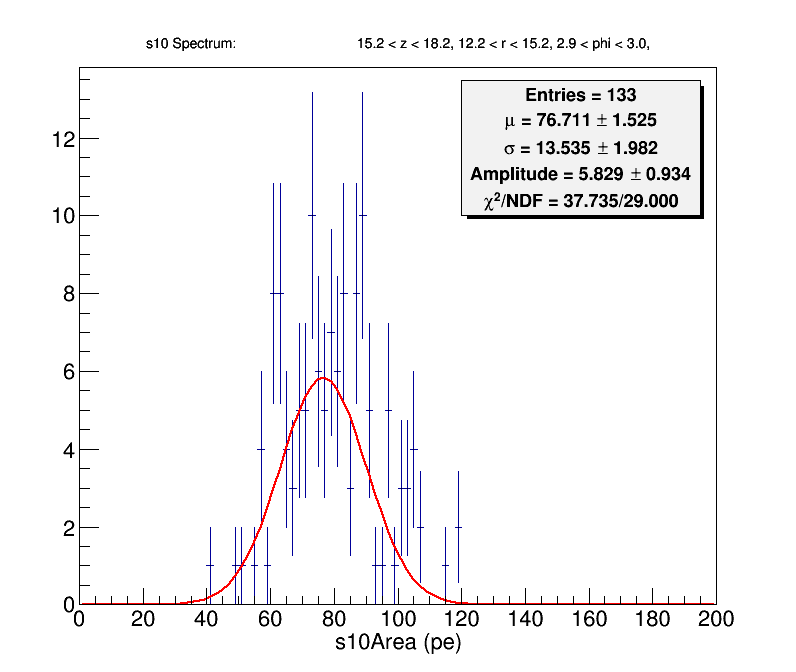 s10 Spectrum: 15.2 < z < 18.2, 12.2 < r < 15.2, 2.9 < phi < 3.0,
Entries = 133
μ = 76.711 ± 1.525
σ = 13.535 ± 1.982
Amplitude = 5.829 ± 0.934
χ²/NDF = 37.735/29.000
12
10
8
6
4
2
0
0 20 40 60 80 100 120 140 160 180 200
s10Area (pe)